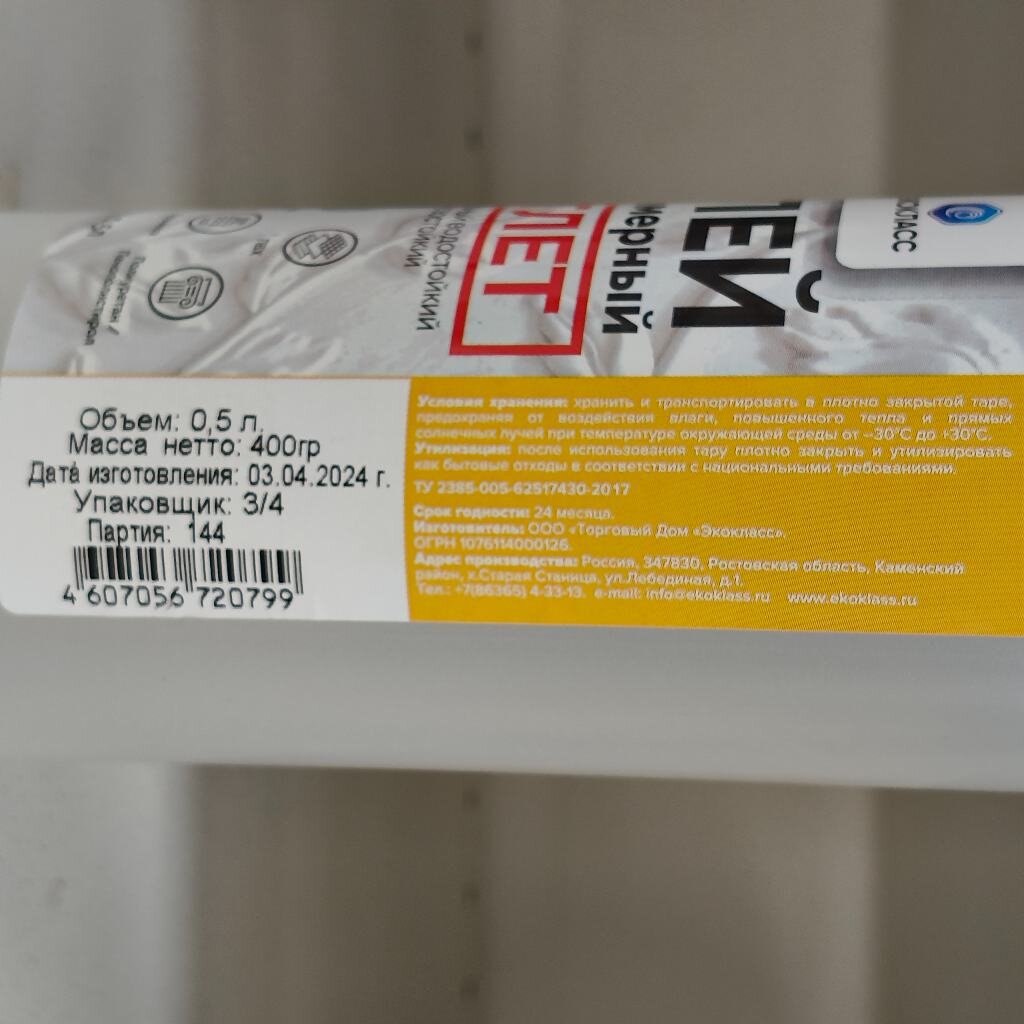 ОКЛАСС
ЛЕЙ
мерный
ЛЕТ
ВОДОСТОЙКИЙ
Объем: 0,5 л.
Масса нетто: 400гр
Дата изготовления: 03.04.2024 г.
Упаковщик: 3/4
Партия: 144
4 607056 720799
Условия хранения: хранить и транспортировать в плотно закрытой таре,
предохраняя от воздействия влаги, повышенного тепла и прямых
солнечных лучей при температуре окружающей среды от –30°С до +30°С.
Утилизация: после использования тару плотно закрыть и утилизировать
как бытовые отходы в соответствии с национальными требованиями.
ТУ 2385-005-62517430-2017
Срок годности: 24 месяца.
Изготовитель: ООО «Торговый Дом «Экокласс».
ОГРН 1076114000126.
Адрес производства: Россия, 347830, Ростовская область, Каменский
район, х.Старая Станица, ул.Лебединая, д.1.
Тел.: +7(86365) 4-33-13. e-mail: info@ekoklass.ru www.ekoklass.ru